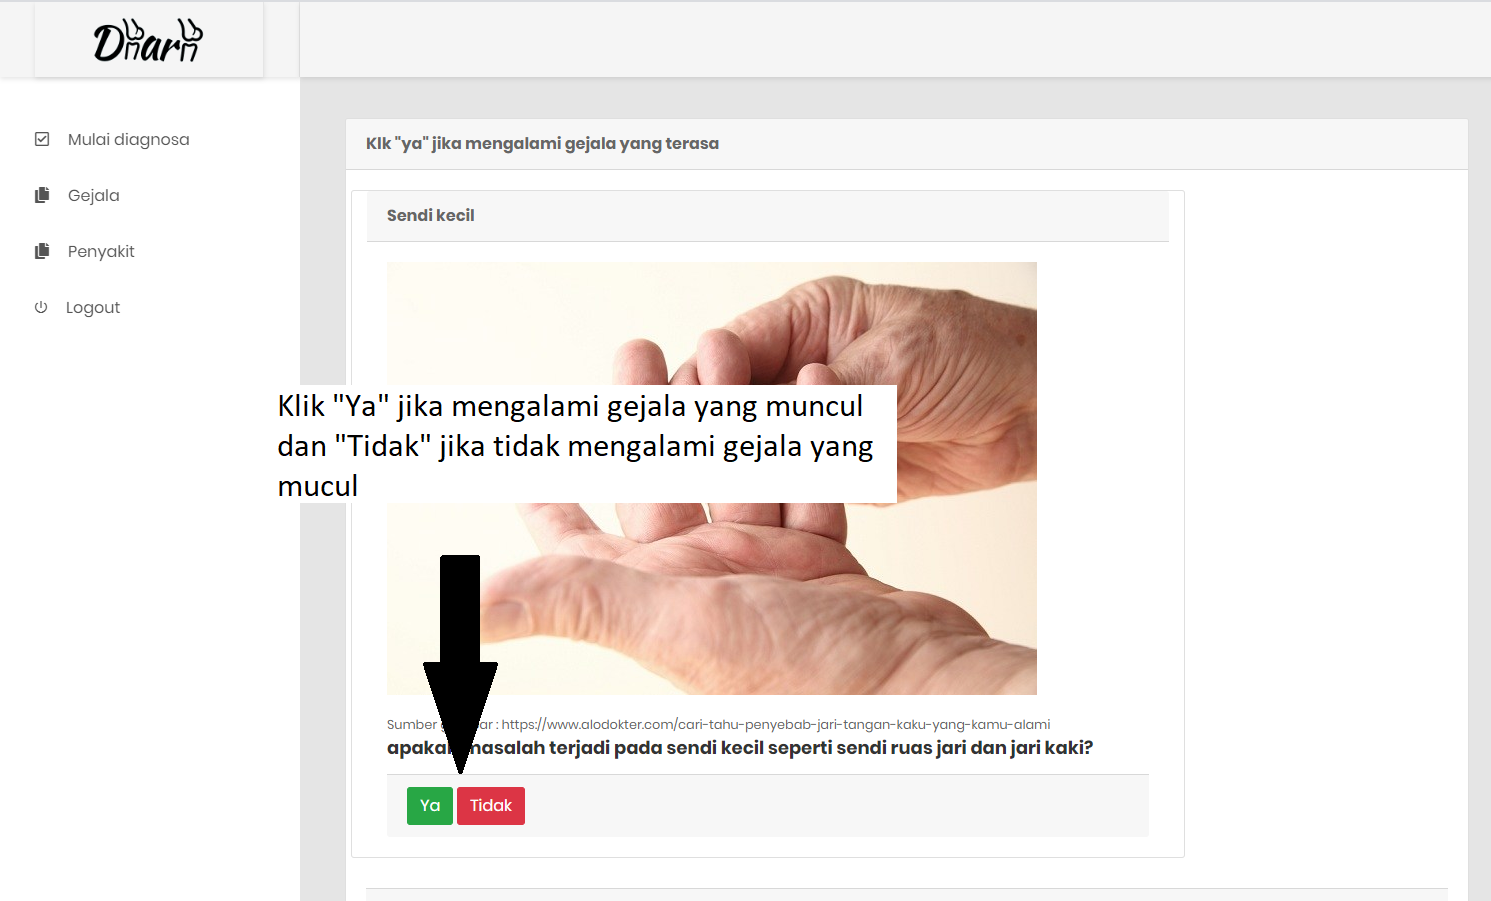 Diarh
Mulai diagnosa
Gejala
Penyakit
Logout
Klk "ya" jika mengalami gejala yang terasa
Sendi kecil
Klik "Ya" jika mengalami gejala yang muncul
dan "Tidak" jika tidak mengalami gejala yang
mucul
Sumber ar : https://www.alodokter.com/cari-tahu-penyebab-jari-tangan-kaku-yang-kamu-alami
apaka masalah terjadi pada sendi kecil seperti sendi ruas jari dan jari kaki?
Ya
Tidak